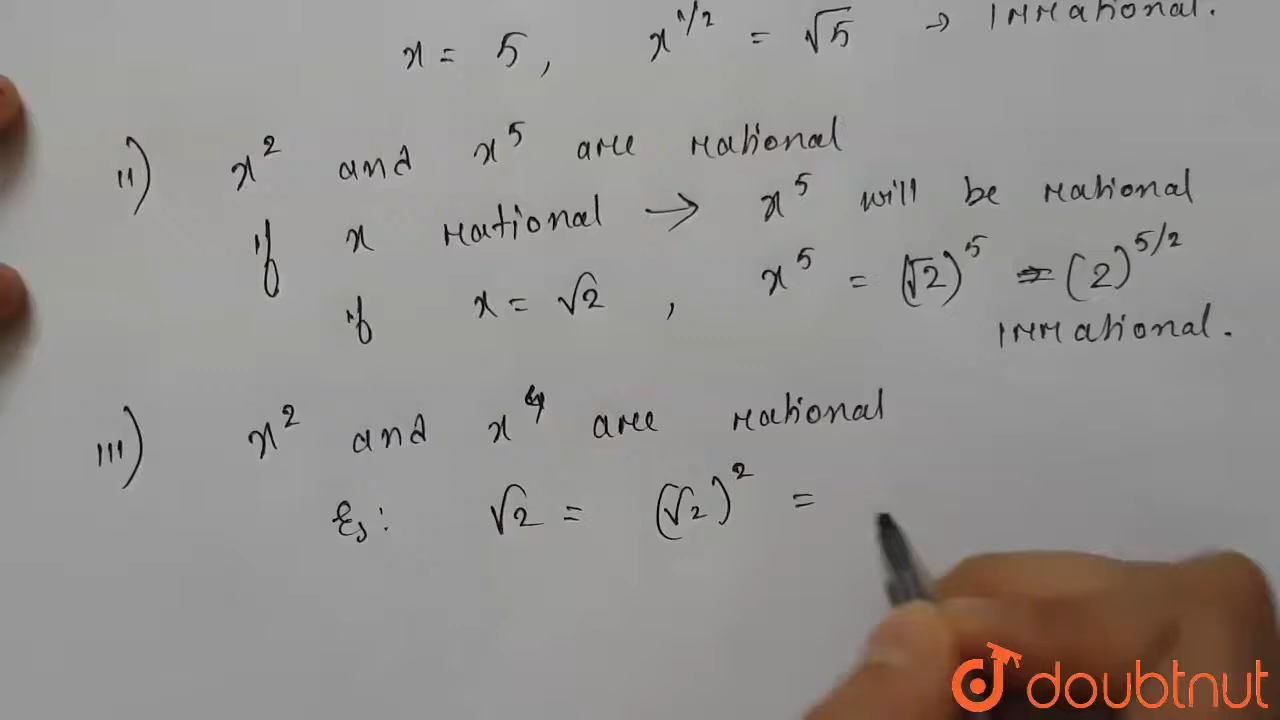 x = 5, x^1/2 = √5 → Irrational.
ii) x^2 and x^5 are rational
if x rational → x^5 will be rational
if x = √2 , x^5 = (√2)^5 = (2)^5/2
Irrational.
iii) x^2 and x^4 are rational
Eg: √2 = (√2)^2 =
doubtnut